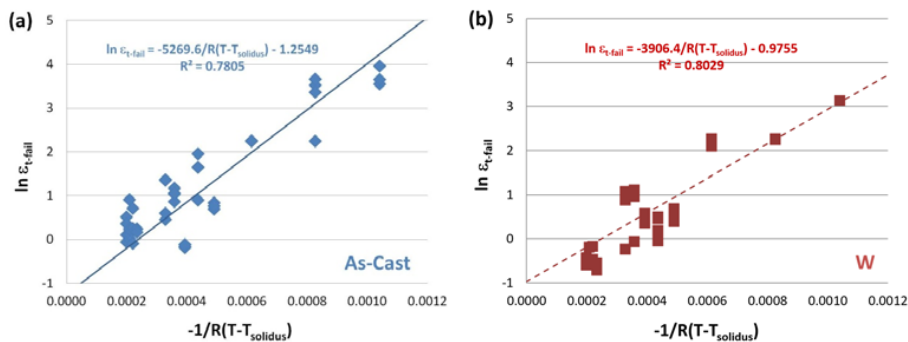 (a)
ln εt-fail = -5269.6/R(T-Tsolidus) - 1.2549
R² = 0.7805
5
4
3
2
1
0
-1
ln εt-fail
As-Cast
0.0000 0.0002 0.0004 0.0006 0.0008 0.0010 0.0012
-1/R(T-Tsolidus)
(b)
ln εt-fail = -3906.4/R(T-Tsolidus) - 0.9755
R² = 0.8029
5
4
3
2
1
0
-1
ln εt-fail
W
0.0000 0.0002 0.0004 0.0006 0.0008 0.0010 0.0012
-1/R(T-Tsolidus)